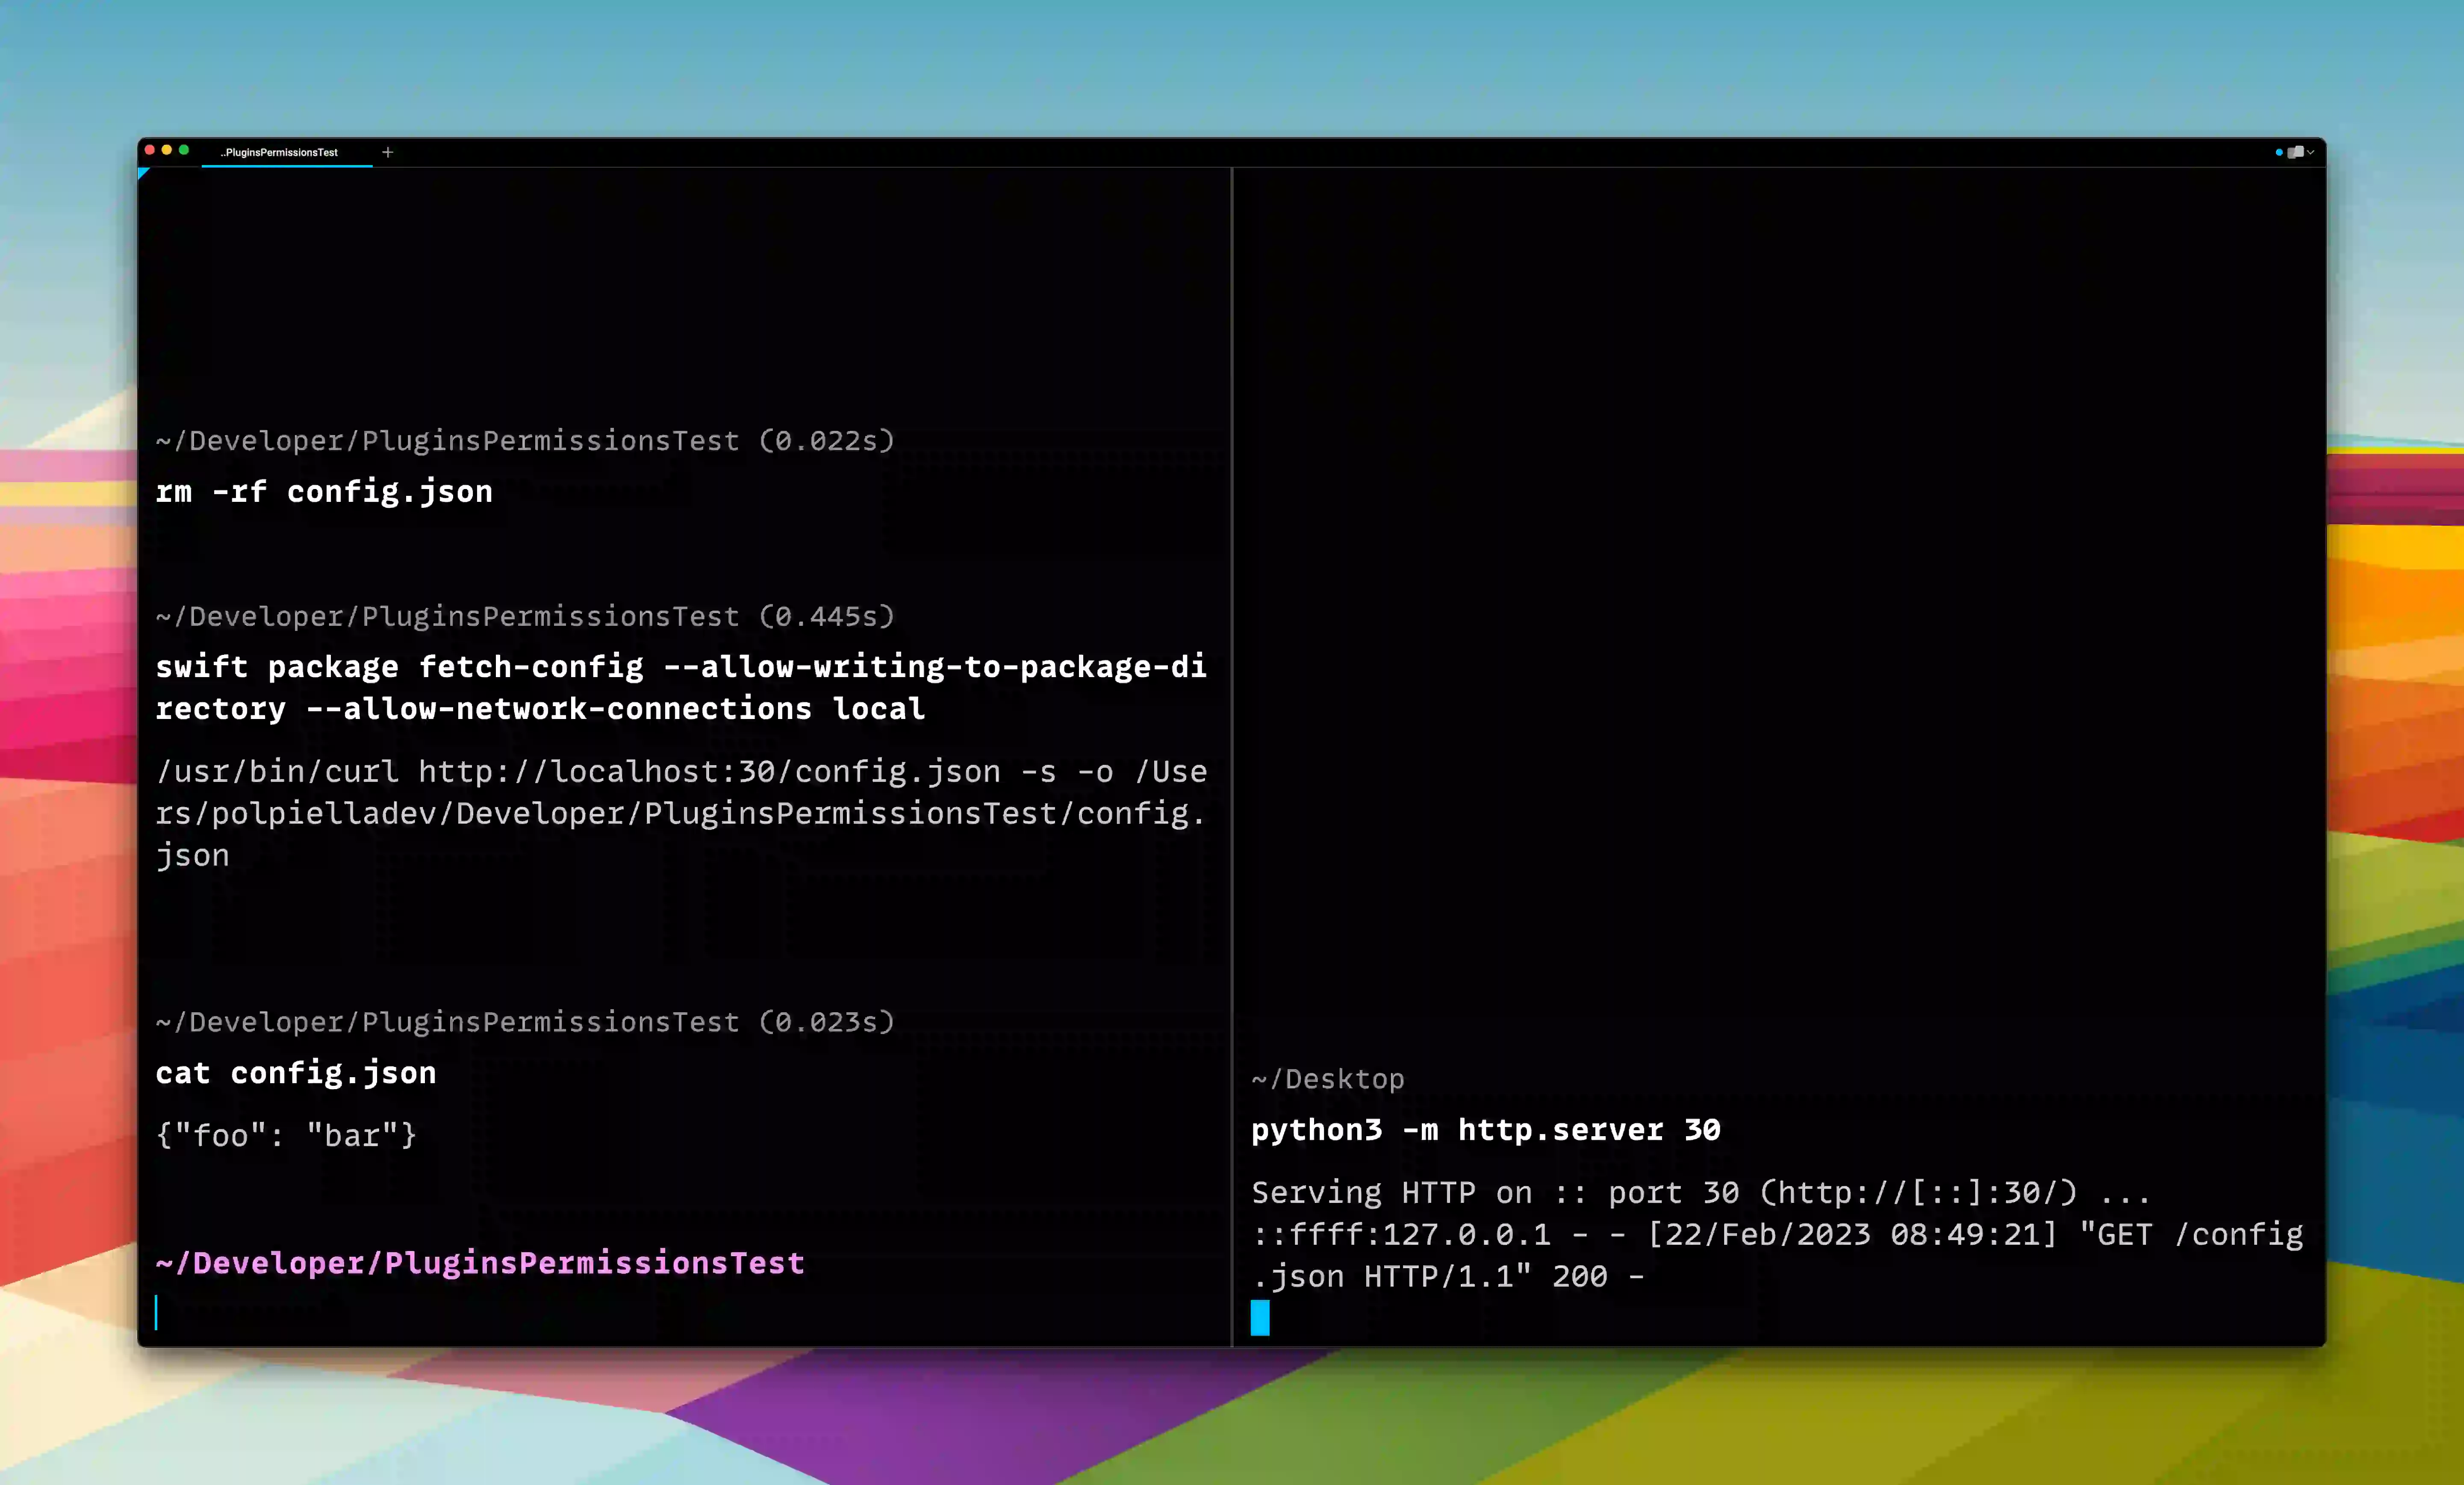 ..PluginsPermissionsTest
~/Developer/PluginsPermissionsTest (0.022s)
rm -rf config.json
~/Developer/PluginsPermissionsTest (0.445s)
swift package fetch-config --allow-writing-to-package-di
rectory --allow-network-connections local
/usr/bin/curl http://localhost:30/config.json -s -o /Use
rs/polpielladev/Developer/PluginsPermissionsTest/config.
json
~/Developer/PluginsPermissionsTest (0.023s)
cat config.json
{"foo": "bar"}
~/Developer/PluginsPermissionsTest
~/Desktop
python3 -m http.server 30
Serving HTTP on :: port 30 (http://[::]:30/) ...
::ffff:127.0.0.1 - - [22/Feb/2023 08:49:21] "GET /config
.json HTTP/1.1" 200 -